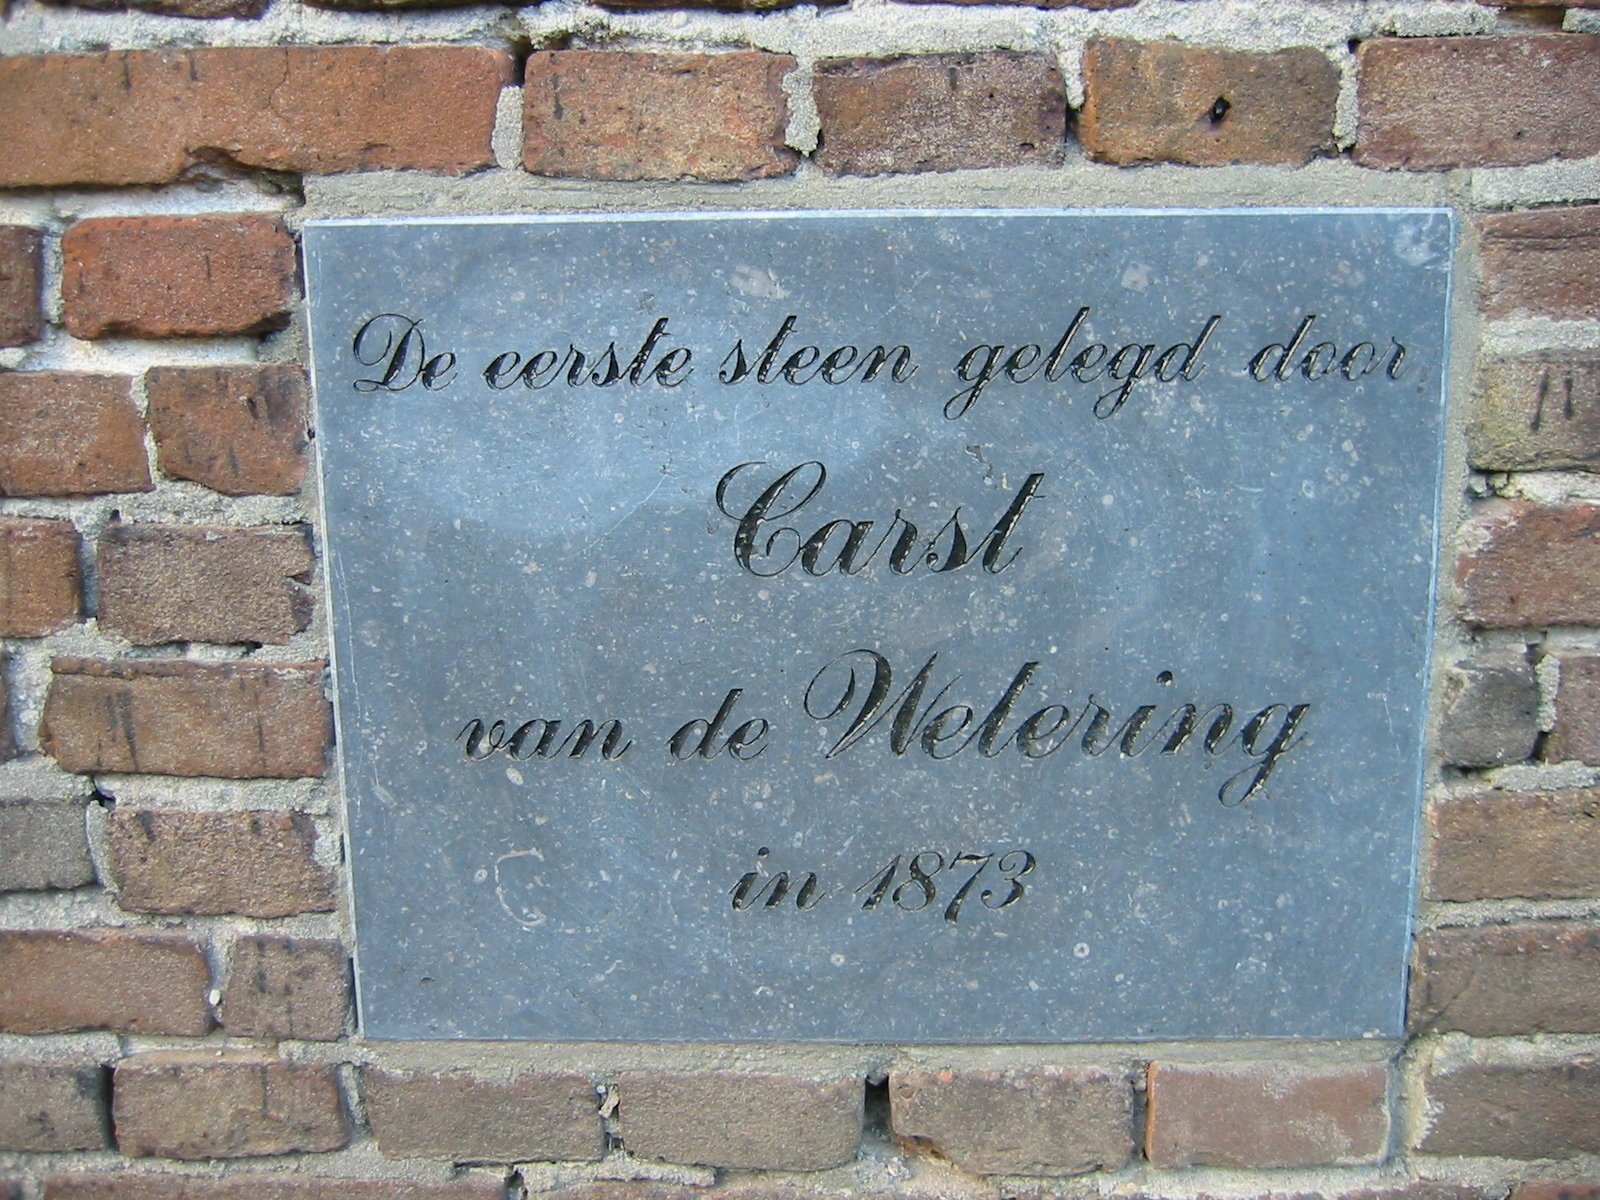 De eerste steen gelegd door
Carst
van de Welering
in 1873